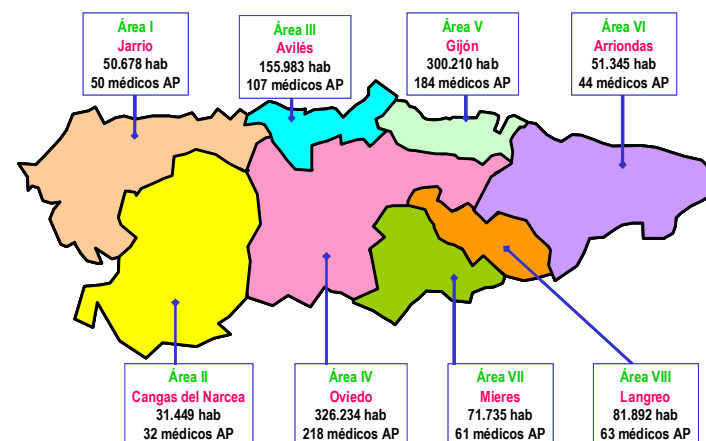 Área I
Jarrio
50.678 hab
50 médicos AP
Área III
Avilés
155.983 hab
107 médicos AP
Área V
Gijón
300.210 hab
184 médicos AP
Área VI
Arriondas
51.345 hab
44 médicos AP
Área II
Cangas del Narcea
31.449 hab
32 médicos AP
Área IV
Oviedo
326.234 hab
218 médicos AP
Área VII
Mieres
71.735 hab
61 médicos AP
Área VIII
Langreo
81.892 hab
63 médicos AP